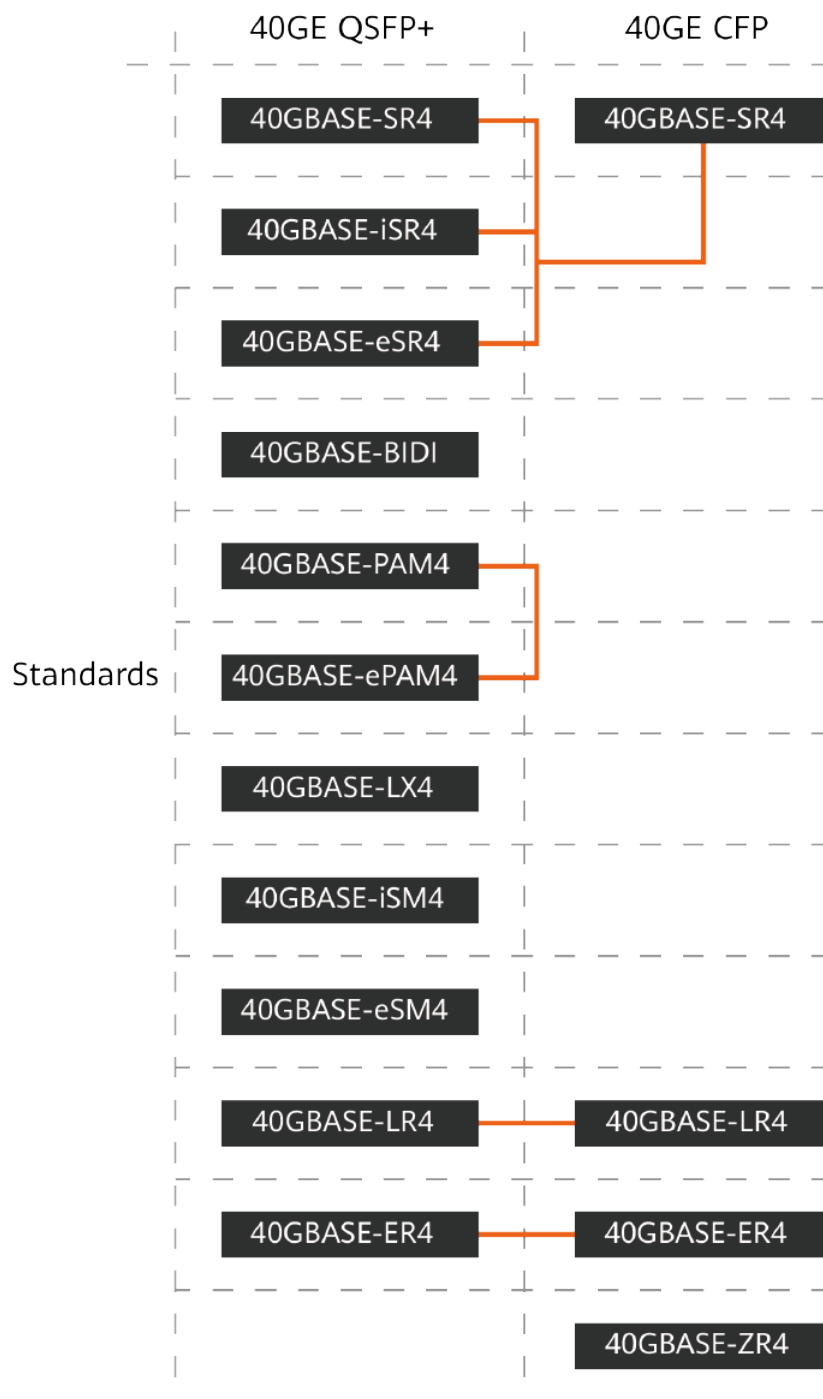 40GE QSFP+
40GE CFP
40GBASE-SR4
40GBASE-SR4
40GBASE-iSR4
40GBASE-eSR4
40GBASE-BIDI
40GBASE-PAM4
Standards
40GBASE-ePAM4
40GBASE-LX4
40GBASE-iSM4
40GBASE-eSM4
40GBASE-LR4
40GBASE-LR4
40GBASE-ER4
40GBASE-ER4
40GBASE-ZR4